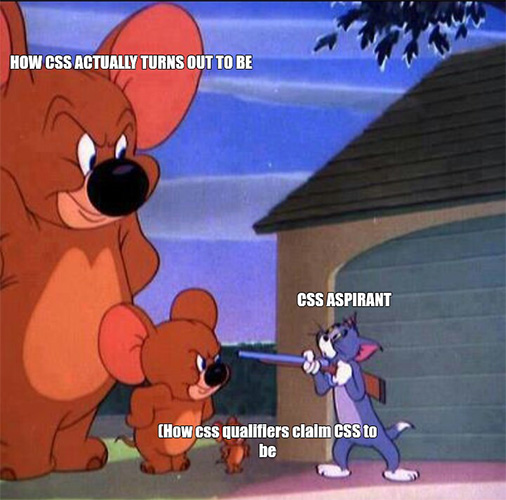 HOW CSS ACTUALLY TURNS OUT TO BE
CSS ASPIRANT
(How css qualifiers claim CSS to
be